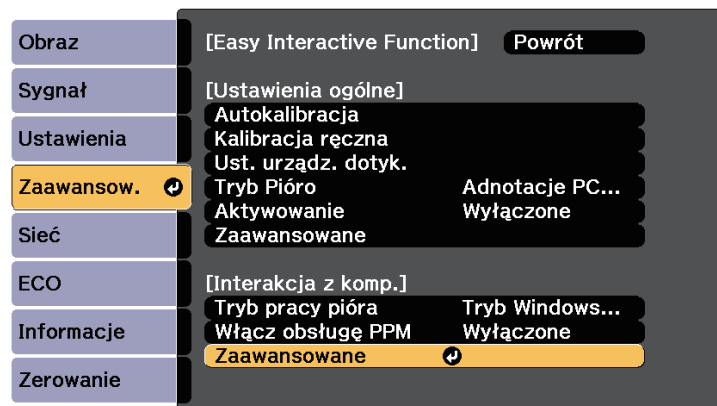 Obraz
Sygnał
Ustawienia
Zaawansow.
Sieć
ECO
Informacje
Zerowanie
[Easy Interactive Function] Powrót
[Ustawienia ogólne]
Autokalibracja
Kalibracja ręczna
Ust. urządz. dotyk.
Tryb Pióro Adnotacje PC...
Aktywowanie Wyłączone
Zaawansowane
[Interakcja z komp.]
Tryb pracy pióra Tryb Windows...
Włącz obsługę PPM Wyłączone
Zaawansowane